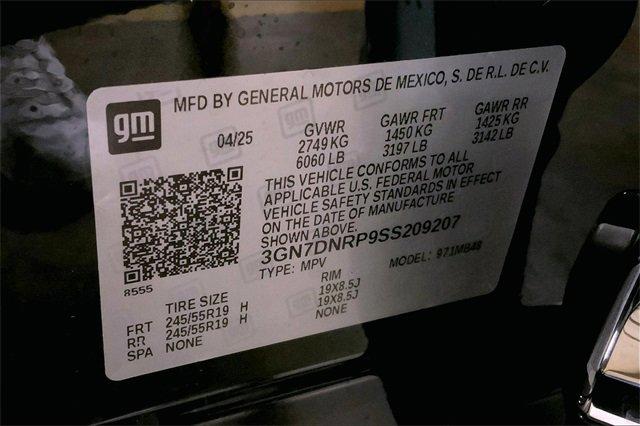 gm
MFD BY GENERAL MOTORS DE MEXICO, S. DE R.L. DE C.V.
04/25
GVWR
2749 KG
6060 LB
GAWR FRT
1450 KG
3197 LB
GAWR RR
1425 KG
3142 LB
THIS VEHICLE CONFORMS TO ALL
APPLICABLE U.S. FEDERAL MOTOR
VEHICLE SAFETY STANDARDS IN EFFECT
ON THE DATE OF MANUFACTURE
SHOWN ABOVE.
3GN7DNRP9SS209207
TYPE: MPV
MODEL: 971MB48
8555
TIRE SIZE RIM
FRT 245/55R19 H 19X8.5J
RR 245/55R19 H 19X8.5J
SPA NONE NONE